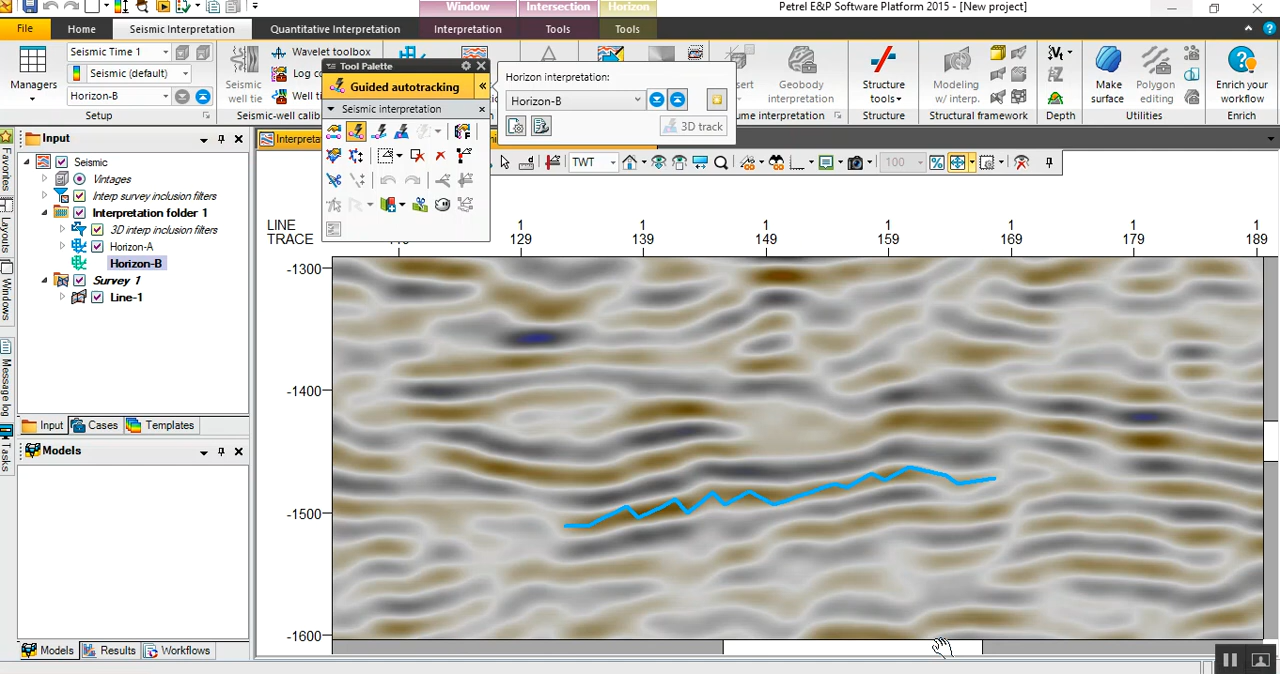 Petrel E&P Software Platform 2015 - [New project]
Window
Intersection
Horizon
File
Home
Seismic Interpretation
Quantitative Interpretation
Interpretation
Tools
Tools
Managers
Seismic Time 1
Seismic (default)
Horizon-B
Setup
Seismic well tie
Wavelet toolbox
Log co
Well ti
Seismic-well calib
Tool Palette
Guided autotracking
«
Seismic interpretation
Horizon interpretation:
Horizon-B
3D track
Geobody interpretation
Structure tools
Structure
Modeling w/ interp.
Structural framework
Depth
Make surface
Polygon editing
Utilities
Enrich your workflow
Enrich
Input
Seismic
Vintages
Interp survey inclusion filters
Interpretation folder 1
3D interp inclusion filters
Horizon-A
Horizon-B
Survey 1
Line-1
Input
Cases
Templates
Models
Models
Results
Workflows
Favorites
Layouts
Windows
Message log
Tasks
TWT
100
LINE 1 1 1 1 1 1 1
TRACE 129 139 149 159 169 179 189
-1300
-1400
-1500
-1600